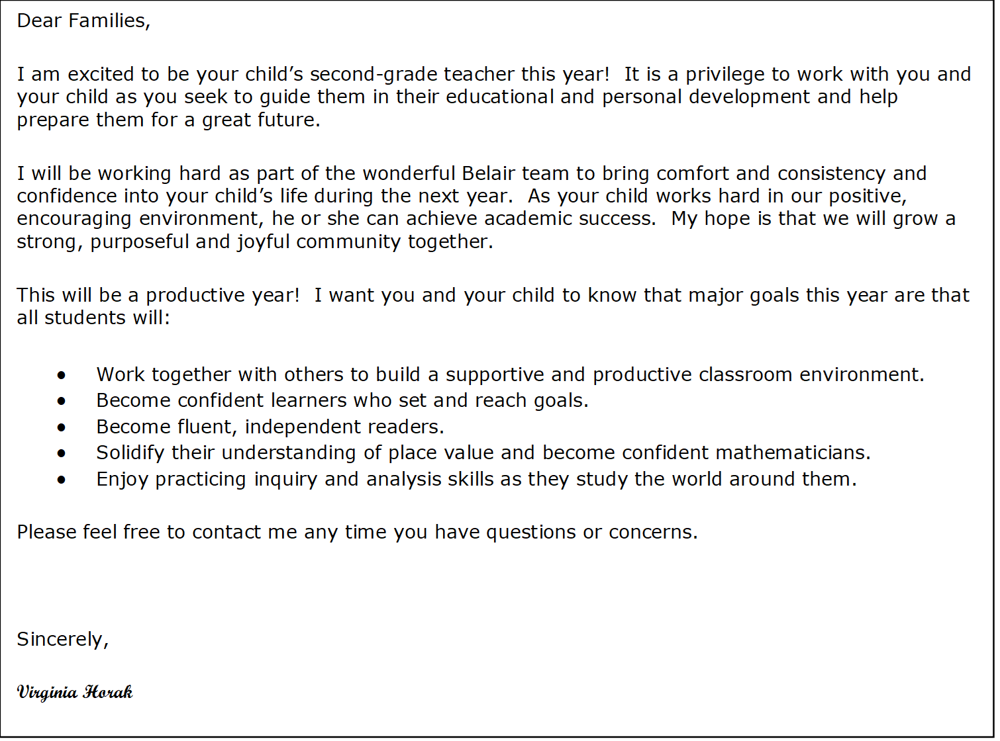 Dear Families,
I am excited to be your child’s second-grade teacher this year!  It is a privilege to work with you and
your child as you seek to guide them in their educational and personal development and help
prepare them for a great future.
I will be working hard as part of the wonderful Belair team to bring comfort and consistency and
confidence into your child’s life during the next year.  As your child works hard in our positive,
encouraging environment, he or she can achieve academic success.  My hope is that we will grow a
strong, purposeful and joyful community together.
This will be a productive year!  I want you and your child to know that major goals this year are that
all students will:
● Work together with others to build a supportive and productive classroom environment.
● Become confident learners who set and reach goals.
● Become fluent, independent readers.
● Solidify their understanding of place value and become confident mathematicians.
● Enjoy practicing inquiry and analysis skills as they study the world around them.
Please feel free to contact me any time you have questions or concerns.
Sincerely,
Virginia Horak